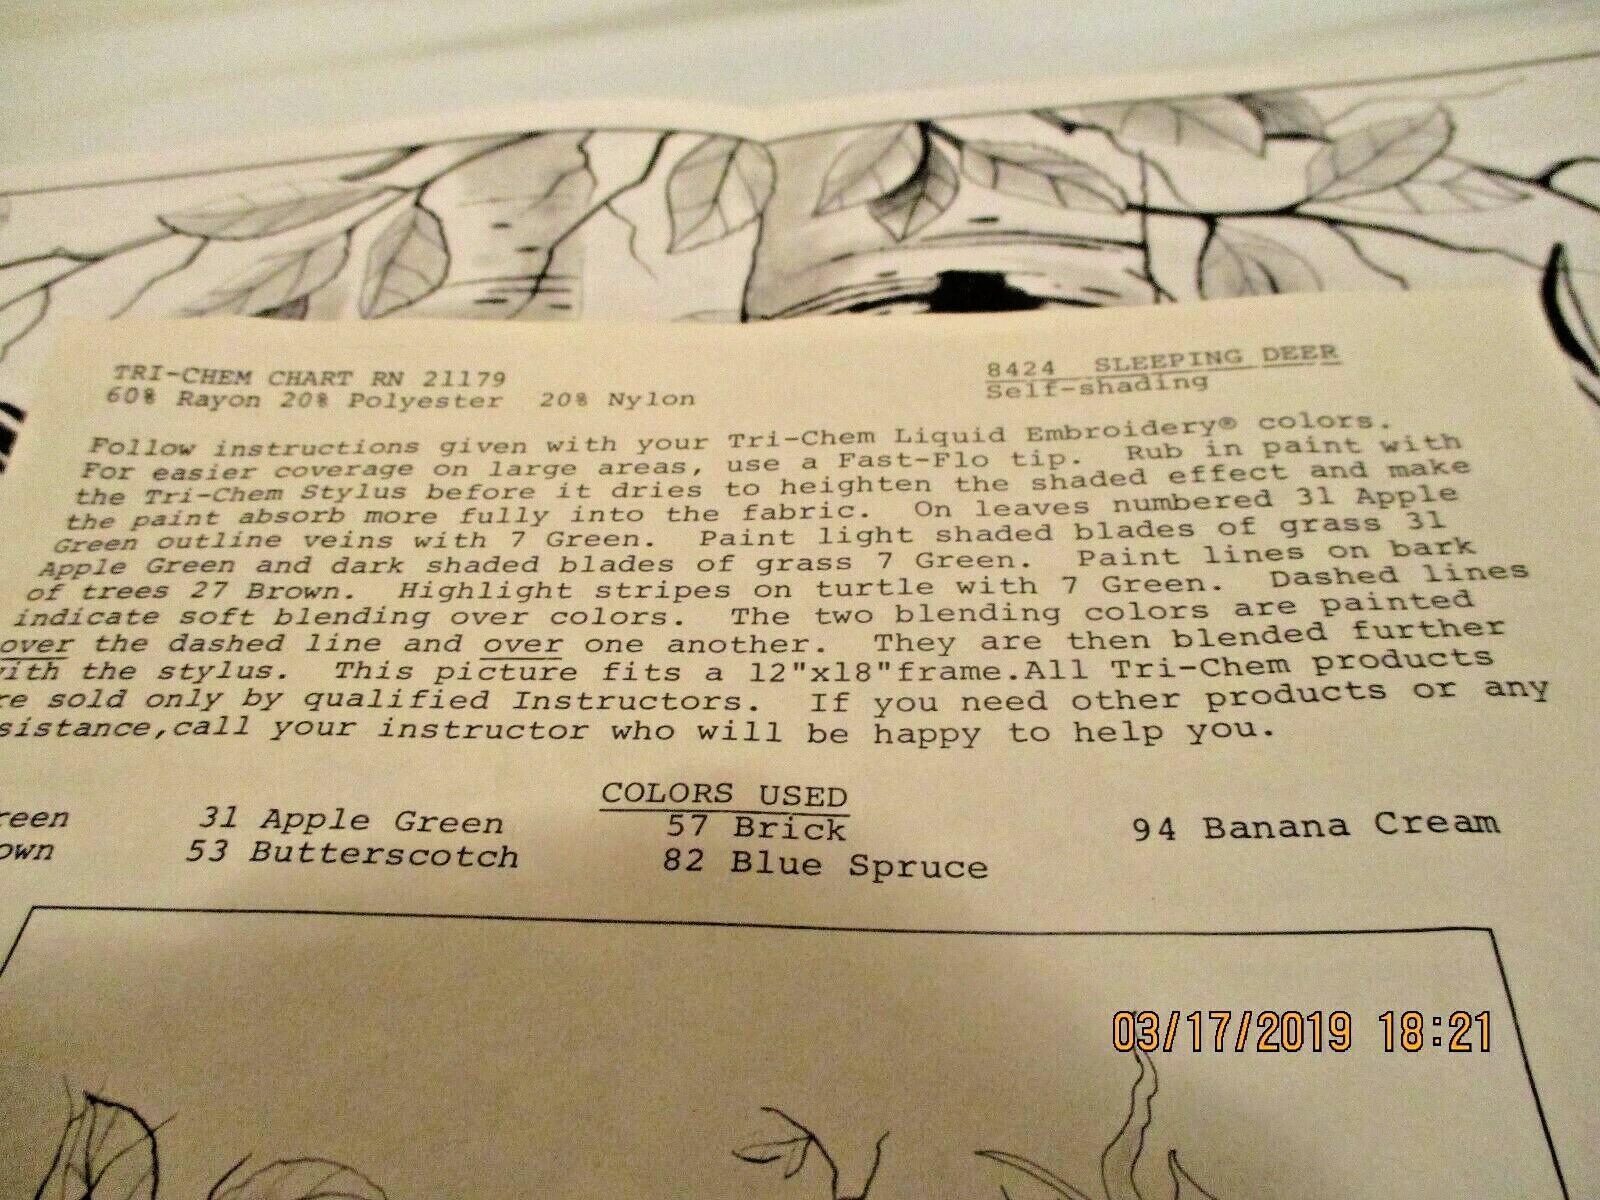 TRI-CHEM CHART RN 21179
60% Rayon 20% Polyester 20% Nylon
8424 SLEEPING DEER
Self-shading
Follow instructions given with your Tri-Chem Liquid Embroidery® colors.
For easier coverage on large areas, use a Fast-Flo tip. Rub in paint with
the Tri-Chem Stylus before it dries to heighten the shaded effect and make
the paint absorb more fully into the fabric. On leaves numbered 31 Apple
Green outline veins with 7 Green. Paint light shaded blades of grass 31
Apple Green and dark shaded blades of grass 7 Green. Paint lines on bark
of trees 27 Brown. Highlight stripes on turtle with 7 Green. Dashed lines
indicate soft blending over colors. The two blending colors are painted
over the dashed line and over one another. They are then blended further
with the stylus. This picture fits a 12"x18"frame.All Tri-Chem products
re sold only by qualified Instructors. If you need other products or any
sistance,call your instructor who will be happy to help you.
COLORS USED
reen 31 Apple Green 57 Brick 94 Banana Cream
own 53 Butterscotch 82 Blue Spruce
03/17/2019 18:21